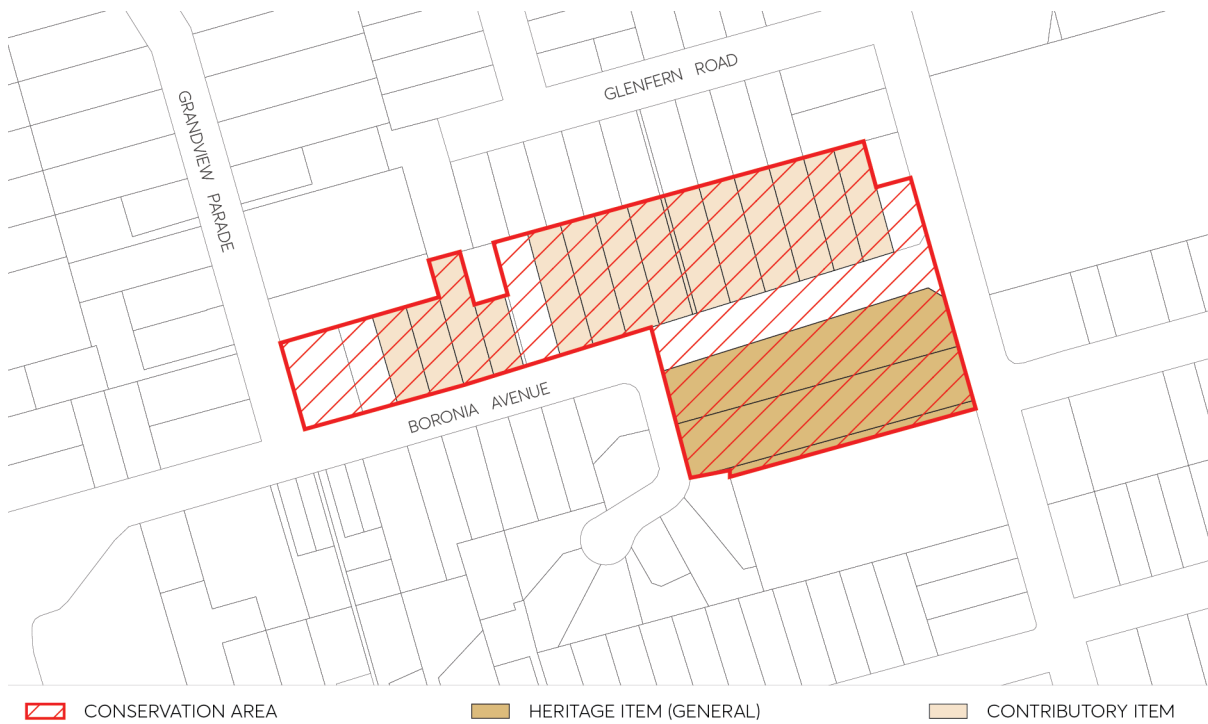 GLENFERN ROAD
GRANDVIEW PARADE
BORONIA AVENUE
CONSERVATION AREA
HERITAGE ITEM (GENERAL)
CONTRIBUTORY ITEM